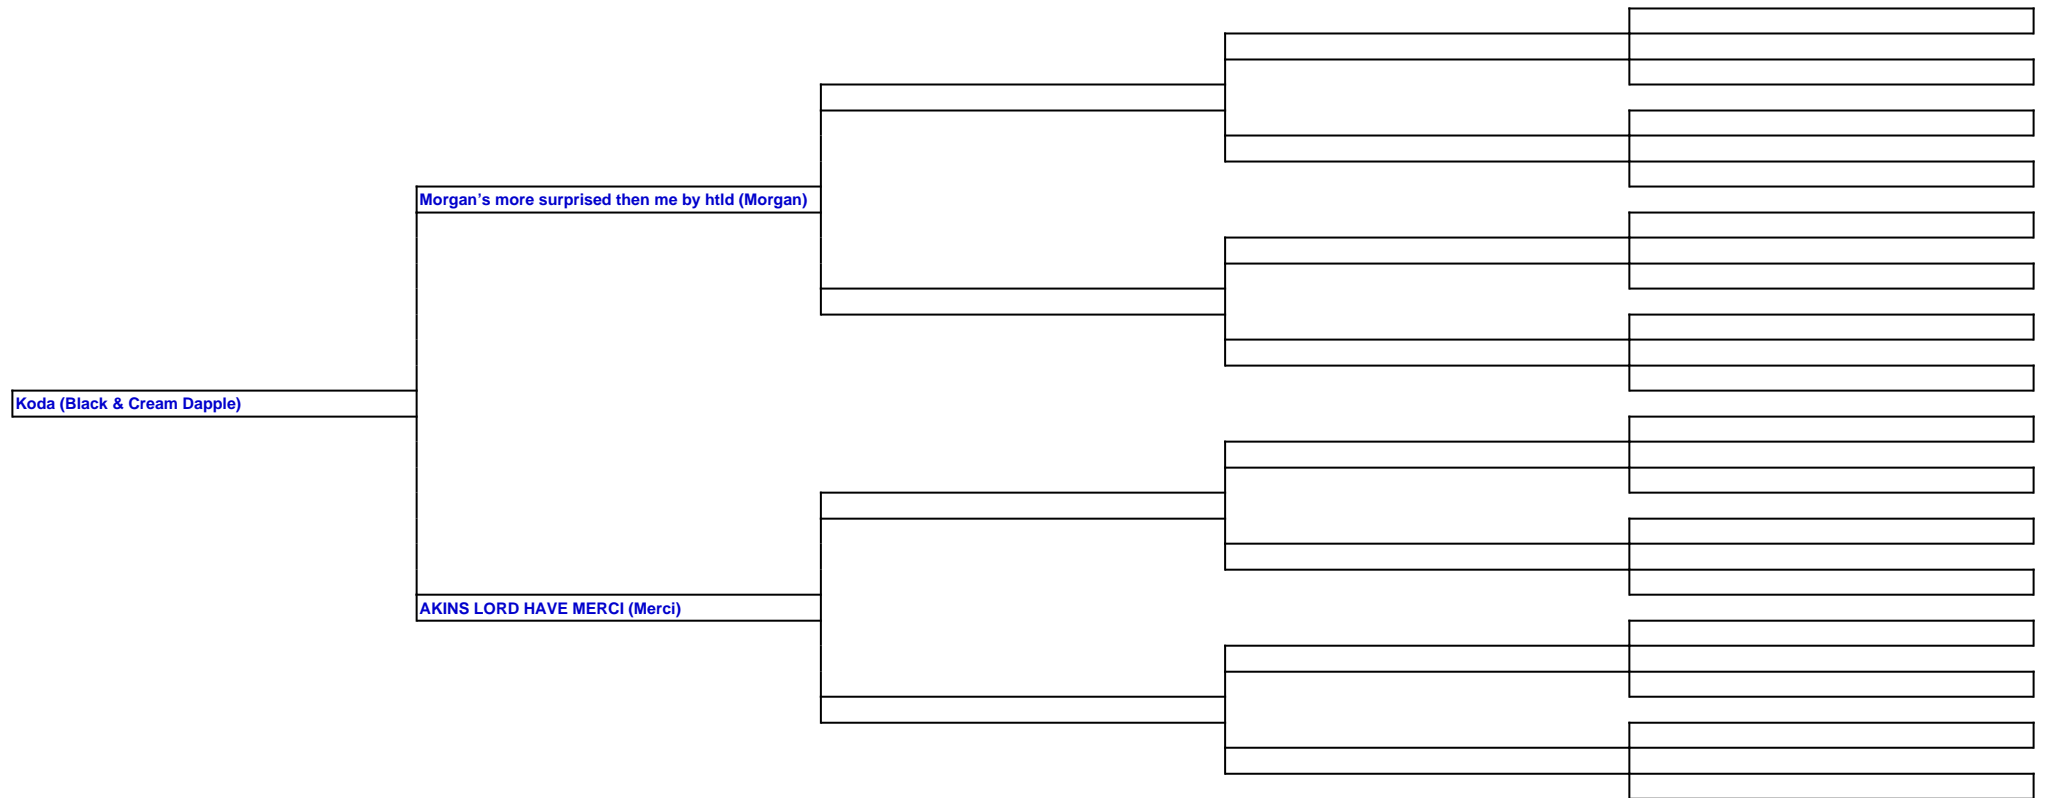 Morgan’s more surprised then me by htld (Morgan)
Koda (Black & Cream Dapple)
AKINS LORD HAVE MERCI (Merci)